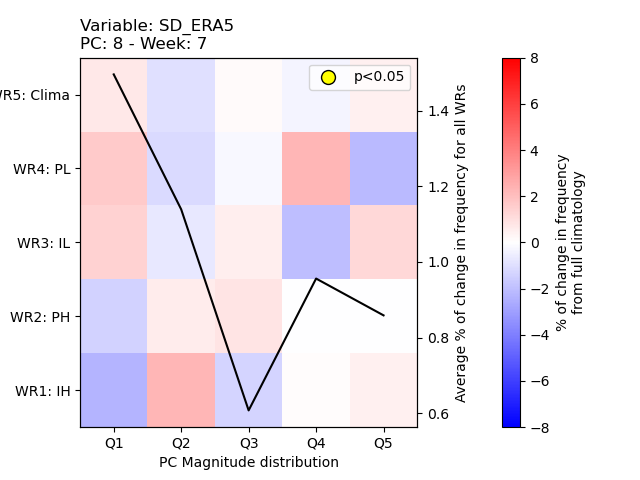 Variable: SD_ERA5
PC: 8 - Week: 7
p<0.05
WR5: Clima
WR4: PL
WR3: IL
WR2: PH
WR1: IH
Q1 Q2 Q3 Q4 Q5
PC Magnitude distribution
1.4
1.2
1.0
0.8
0.6
Average % of change in frequency for all WRs
8
6
4
2
0
−2
−4
−6
−8
% of change in frequency
from full climatology